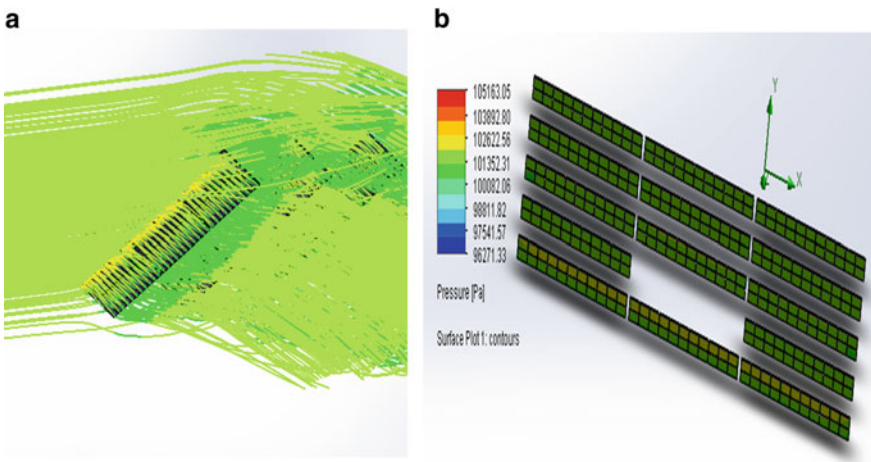 a
b
105163.05
103892.80
102622.56
101352.31
100082.06
98811.82
97541.57
96271.33
Pressure [Pa]
Surface Plot 1: contours
Y
X